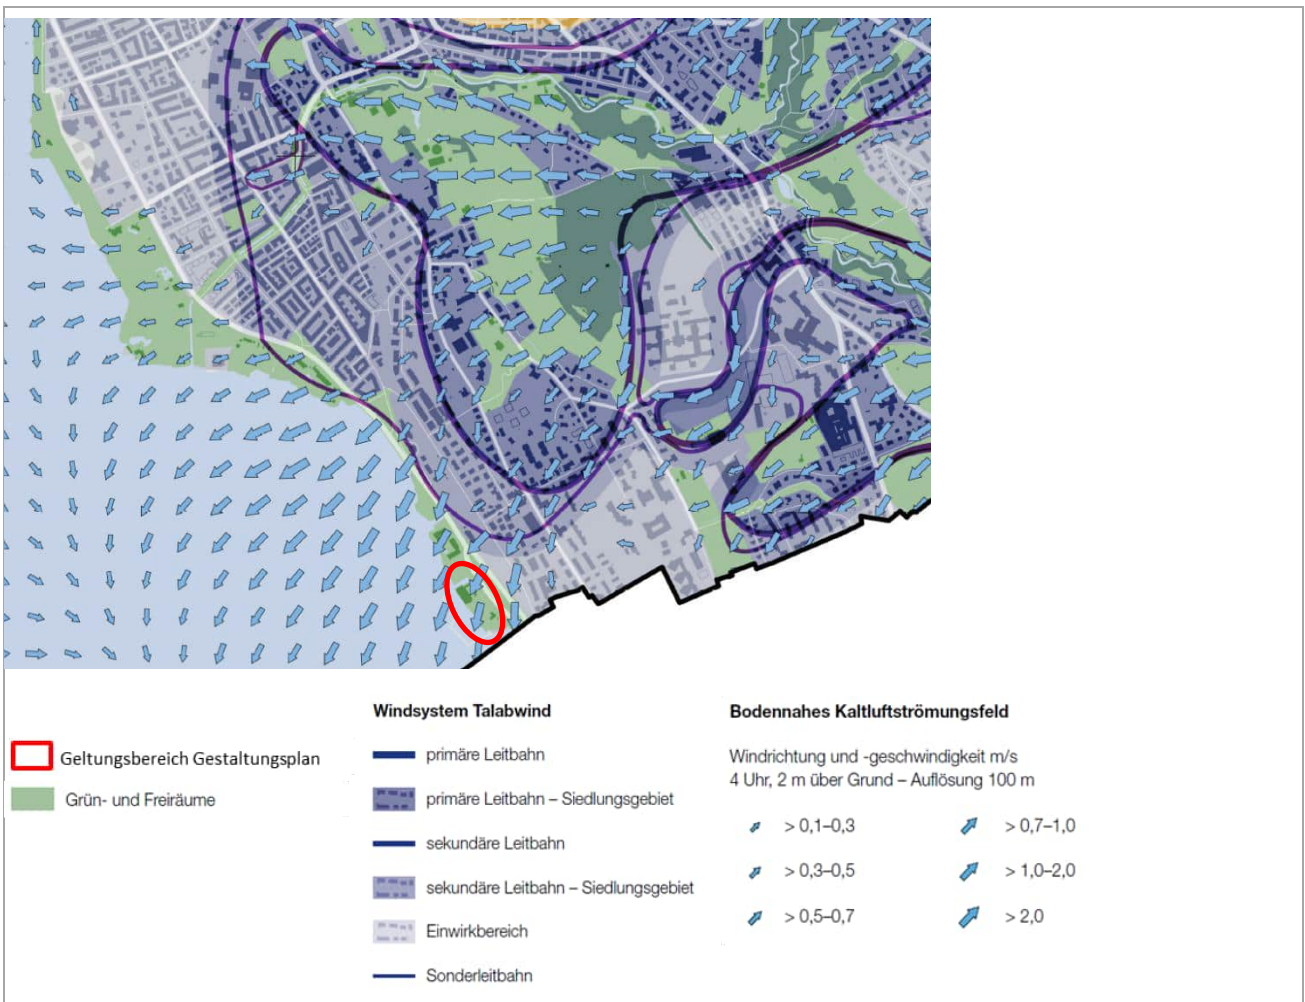 Geltungsbereich Gestaltungsplan
Grün- und Freiräume
Windsystem Talabwind
primäre Leitbahn
primäre Leitbahn – Siedlungsgebiet
sekundäre Leitbahn
sekundäre Leitbahn – Siedlungsgebiet
Einwirkbereich
Sonderleitbahn
Bodennahes Kaltluftströmungsfeld
Windrichtung und -geschwindigkeit m/s
4 Uhr, 2 m über Grund – Auflösung 100 m
> 0,1–0,3
> 0,3–0,5
> 0,5–0,7
> 0,7–1,0
> 1,0–2,0
> 2,0